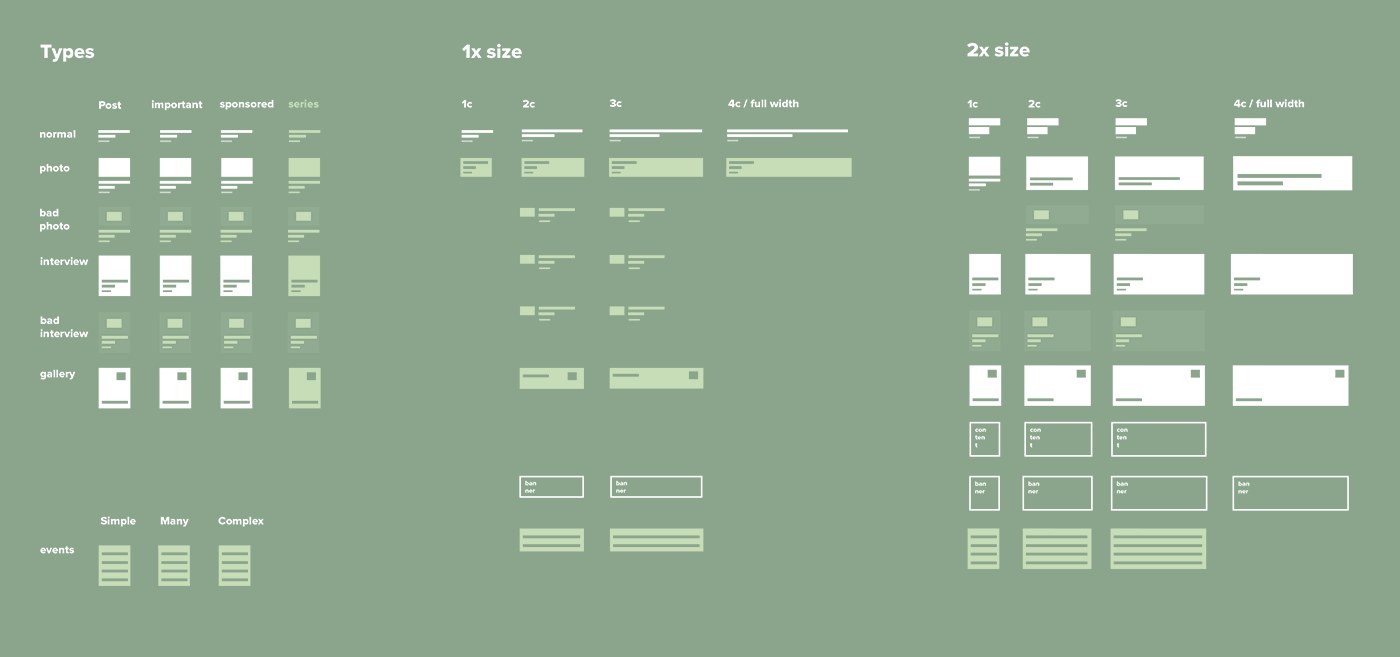 Types
1x size
2x size
Post important sponsored series
1c 2c 3c 4c / full width
1c 2c 3c 4c / full width
normal
photo
bad
photo
interview
bad
interview
gallery
con
ten
t
con
ten
t
con
ten
t
ban
ner
ban
ner
ban
ner
ban
ner
ban
ner
ban
ner
Simple Many Complex
events